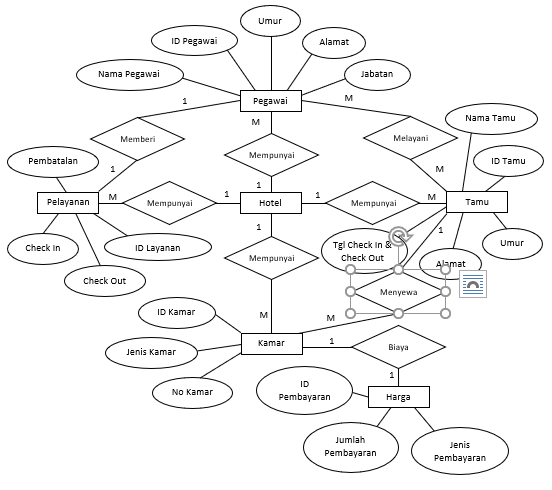 Umur
ID Pegawai
Alamat
Nama Pegawai
Jabatan
Pegawai
1
M
M
Nama Tamu
Memberi
Melayani
Mempunyai
Pembatalan
ID Tamu
1
M
1
Pelayanan
M
Mempunyai
1
Hotel
1
Mempunyai
M
Tamu
1
1
Check In
ID Layanan
Tgl Check In &
Check Out
Umur
Mempunyai
Alamat
Check Out
Menyewa
ID Kamar
M
M
Kamar
1
Biaya
Jenis Kamar
1
No Kamar
ID
Pembayaran
Harga
Jumlah
Pembayaran
Jenis
Pembayaran